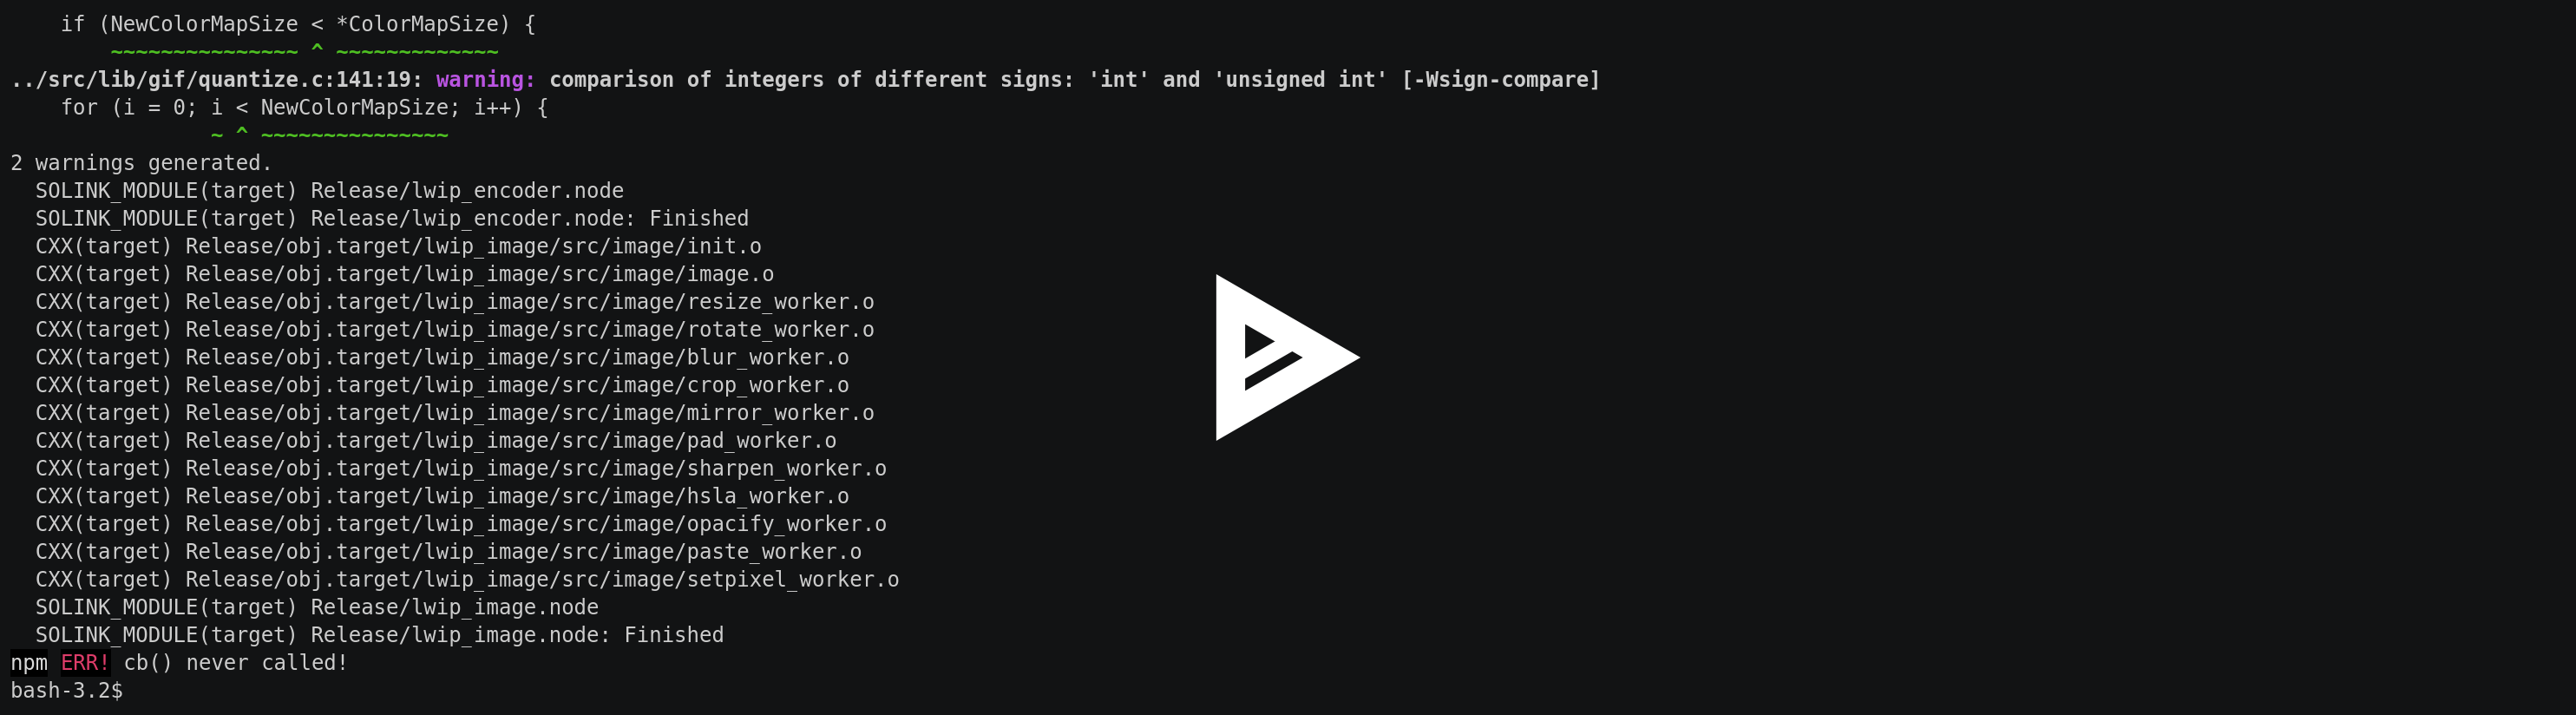 if (NewColorMapSize < *ColorMapSize) {
~~~~~~~~~~~~~~~ ^ ~~~~~~~~~~~~~
../src/lib/gif/quantize.c:141:19: warning: comparison of integers of different signs: 'int' and 'unsigned int' [-Wsign-compare]
for (i = 0; i < NewColorMapSize; i++) {
~ ^ ~~~~~~~~~~~~~~~
2 warnings generated.
SOLINK_MODULE(target) Release/lwip_encoder.node
SOLINK_MODULE(target) Release/lwip_encoder.node: Finished
CXX(target) Release/obj.target/lwip_image/src/image/init.o
CXX(target) Release/obj.target/lwip_image/src/image/image.o
CXX(target) Release/obj.target/lwip_image/src/image/resize_worker.o
CXX(target) Release/obj.target/lwip_image/src/image/rotate_worker.o
CXX(target) Release/obj.target/lwip_image/src/image/blur_worker.o
CXX(target) Release/obj.target/lwip_image/src/image/crop_worker.o
CXX(target) Release/obj.target/lwip_image/src/image/mirror_worker.o
CXX(target) Release/obj.target/lwip_image/src/image/pad_worker.o
CXX(target) Release/obj.target/lwip_image/src/image/sharpen_worker.o
CXX(target) Release/obj.target/lwip_image/src/image/hsla_worker.o
CXX(target) Release/obj.target/lwip_image/src/image/opacify_worker.o
CXX(target) Release/obj.target/lwip_image/src/image/paste_worker.o
CXX(target) Release/obj.target/lwip_image/src/image/setpixel_worker.o
SOLINK_MODULE(target) Release/lwip_image.node
SOLINK_MODULE(target) Release/lwip_image.node: Finished
npm ERR! cb() never called!
bash-3.2$